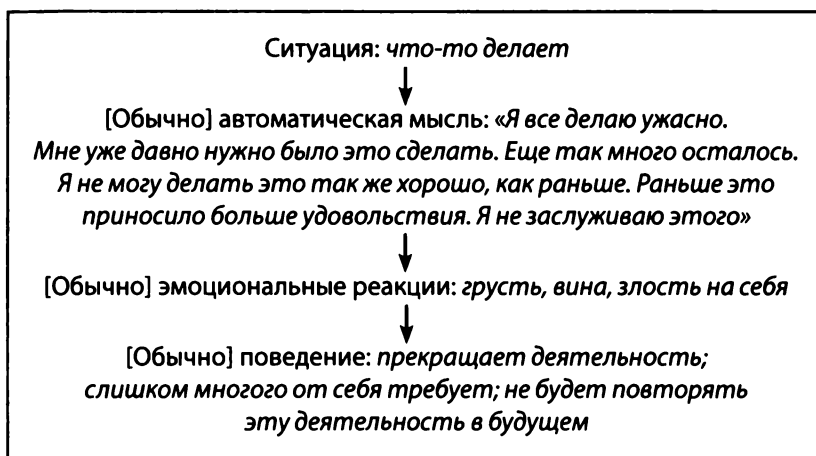 Ситуация: что-то делает
[Обычно] автоматическая мысль: «Я все делаю ужасно.
Мне уже давно нужно было это сделать. Еще так много осталось.
Я не могу делать это так же хорошо, как раньше. Раньше это
приносило больше удовольствия. Я не заслуживаю этого»
[Обычно] эмоциональные реакции: грусть, вина, злость на себя
[Обычно] поведение: прекращает деятельность;
слишком многого от себя требует; не будет повторять
эту деятельность в будущем